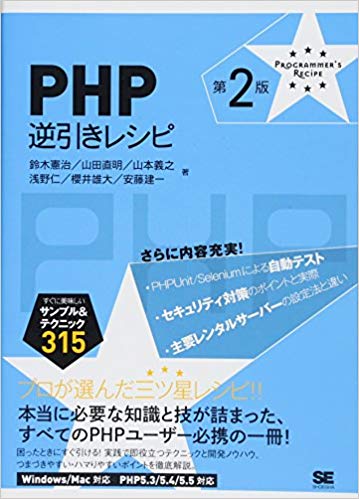 PROGRAMMER'S
RECIPE
第2版
PHP
逆引きレシピ
鈴木憲治／山田直明／山本義之
浅野仁／櫻井雄大／安藤建一 著
PHP
さらに内容充実！
・PHPUnit/Seleniumによる自動テスト
・セキュリティ対策のポイントと実際
・主要レンタルサーバーの設定法と違い
すぐに美味しい
サンプル&
テクニック
315
プロが選んだ三ツ星レシピ!!
本当に必要な知識と技が詰まった、
すべてのPHPユーザー必携の一冊！
困ったときにすぐ引ける！実践で即役立つテクニックと開発ノウハウ、
つまづきやすい・ハマりやすいポイントを徹底解説。
Windows/Mac 対応 PHP5.3/5.4/5.5 対応
SE
SHOEISHA